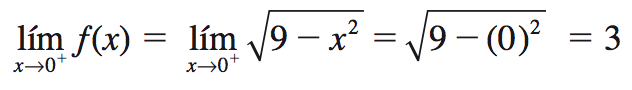 lím x→0⁺ f(x) = lím x→0⁺ √(9 − x²) = √(9 − (0)²) = 3